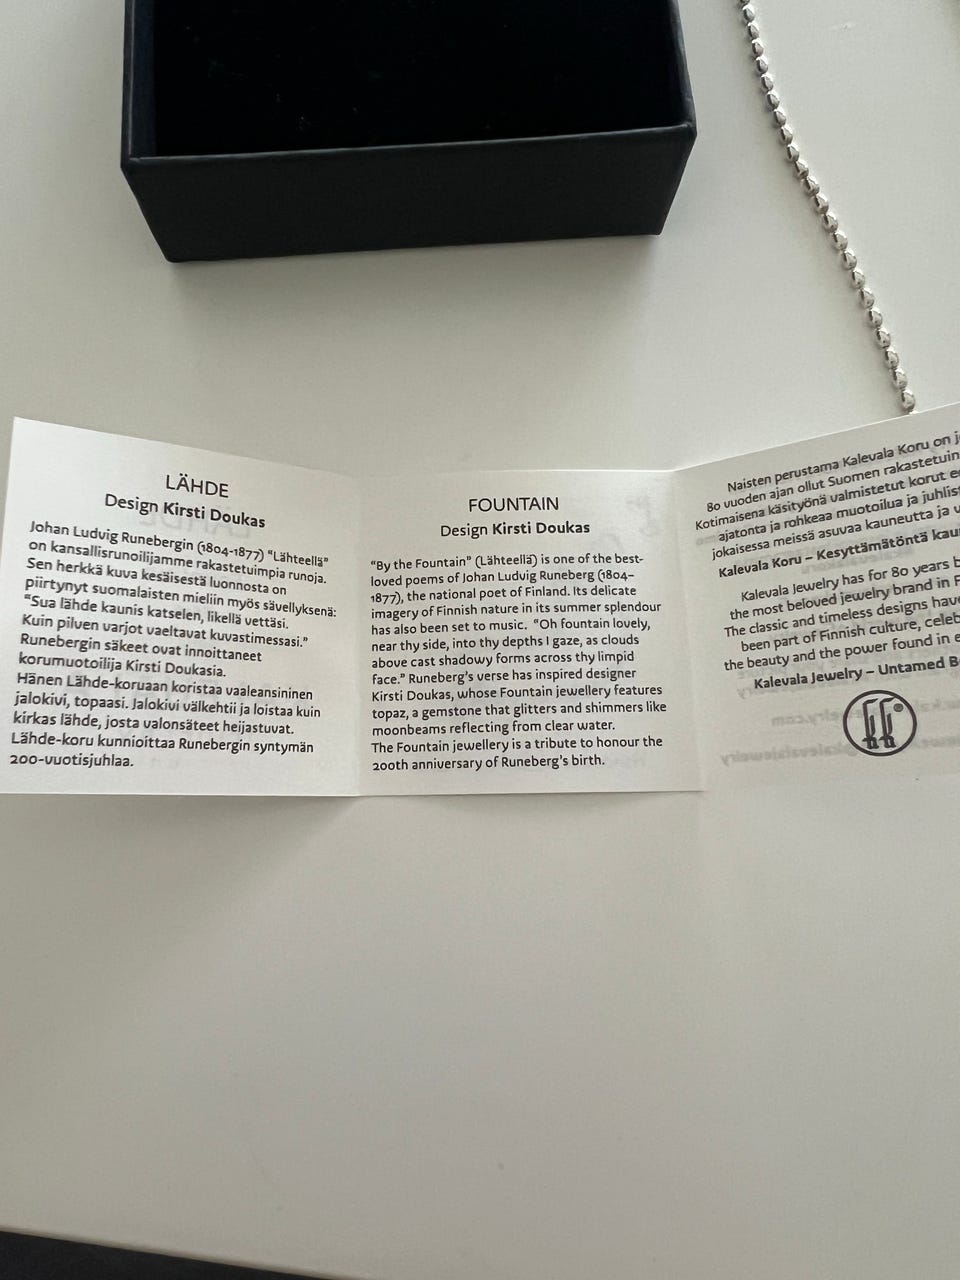 LÄHDE
Design Kirsti Doukas
Johan Ludvig Runebergin (1804-1877) "Lähteellä"
on kansallisrunoilijamme rakastetuimpia runoja.
Sen herkkä kuva kesäisestä luonnosta on
piirtynyt suomalaisten mieliin myös sävellyksenä:
"Sua lähde kaunis katselen, likellä vettäsi.
Kuin pilven varjot vaeltavat kuvastimessasi."
Runebergin säkeet ovat innoittaneet
korumuotoilija Kirsti Doukasia.
Hänen Lähde-koruaan koristaa vaaleansininen
jalokivi, topaasi. Jalokivi välkehtii ja loistaa kuin
kirkas lähde, josta valonsäteet heijastuvat.
Lähde-koru kunnioittaa Runebergin syntymän
200-vuotisjuhlaa.
FOUNTAIN
Design Kirsti Doukas
"By the Fountain" (Lähteellä) is one of the best-
loved poems of Johan Ludvig Runeberg (1804–
1877), the national poet of Finland. Its delicate
imagery of Finnish nature in its summer splendour
has also been set to music. "Oh fountain lovely,
near thy side, into thy depths I gaze, as clouds
above cast shadowy forms across thy limpid
face." Runeberg's verse has inspired designer
Kirsti Doukas, whose Fountain jewellery features
topaz, a gemstone that glitters and shimmers like
moonbeams reflecting from clear water.
The Fountain jewellery is a tribute to honour the
200th anniversary of Runeberg's birth.
Naisten perustama Kalevala Koru on
80 vuoden ajan ollut Suomen
Kotimaisena käsityönä valmistetut korut
ajatonta ja rohkeaa muotoilua ja
jokaisessa meissä asuvaa kauneutta ja
Kalevala Koru – Kesyttämätöntä
Kalevala Jewelry has for 80 years
the most beloved jewelry brand in
The classic and timeless designs have
been part of Finnish culture,
the beauty and the power found in
Kalevala Jewelry – Untamed